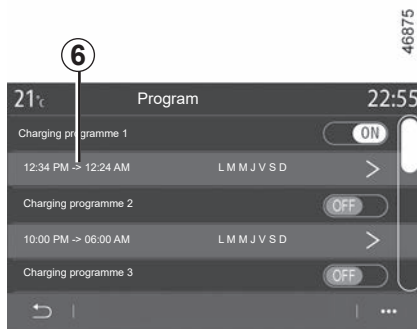 46875
6
21°c Program 22:55
Charging programme 1 ON
12:34 PM -> 12:24 AM L M M J V S D >
Charging programme 2 OFF
10:00 PM -> 06:00 AM L M M J V S D >
Charging programme 3 OFF